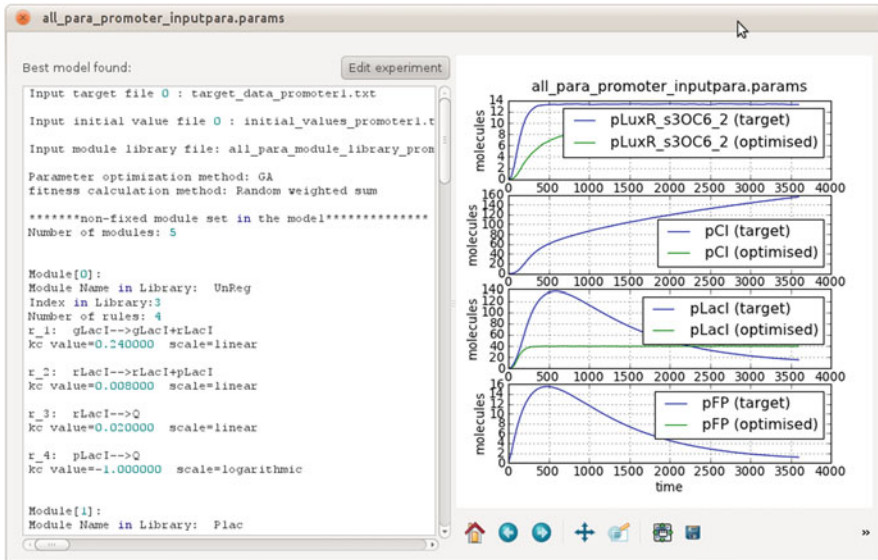 all_para_promoter_inputpara.params
Best model found:
Edit experiment
Input target file 0 : target_data_promoter1.txt
Input initial value file 0 : initial_values_promoter1.t
Input module library file: all_para_module_library_prom
Parameter optimization method: GA
fitness calculation method: Random weighted sum
*******non-fixed module set in the model**************
Number of modules: 5
Module[0]:
Module Name in Library:  UnReg
Index in Library:3
Number of rules: 4
r_1:  gLacI-->gLacI+rLacI
kc value=0.240000  scale=linear
r_2:  rLacI-->rLacI+pLacI
kc value=0.008000  scale=linear
r_3:  rLacI-->Q
kc value=0.020000  scale=linear
r_4:  pLacI-->Q
kc value=-1.000000  scale=logarithmic
Module[1]:
Module Name in Library:  Plac
all_para_promoter_inputpara.params
molecules
14
12
10
8
6
4
2
0
pLuxR_s3OC6_2 (target)
pLuxR_s3OC6_2 (optimised)
0 500 1000 1500 2000 2500 3000 3500 4000
molecules
160
140
120
100
80
60
40
20
0
pCI (target)
pCI (optimised)
0 500 1000 1500 2000 2500 3000 3500 4000
molecules
140
120
100
80
60
40
20
0
pLacI (target)
pLacI (optimised)
0 500 1000 1500 2000 2500 3000 3500 4000
molecules
16
14
12
10
8
6
4
2
0
pFP (target)
pFP (optimised)
0 500 1000 1500 2000 2500 3000 3500 4000
time
»